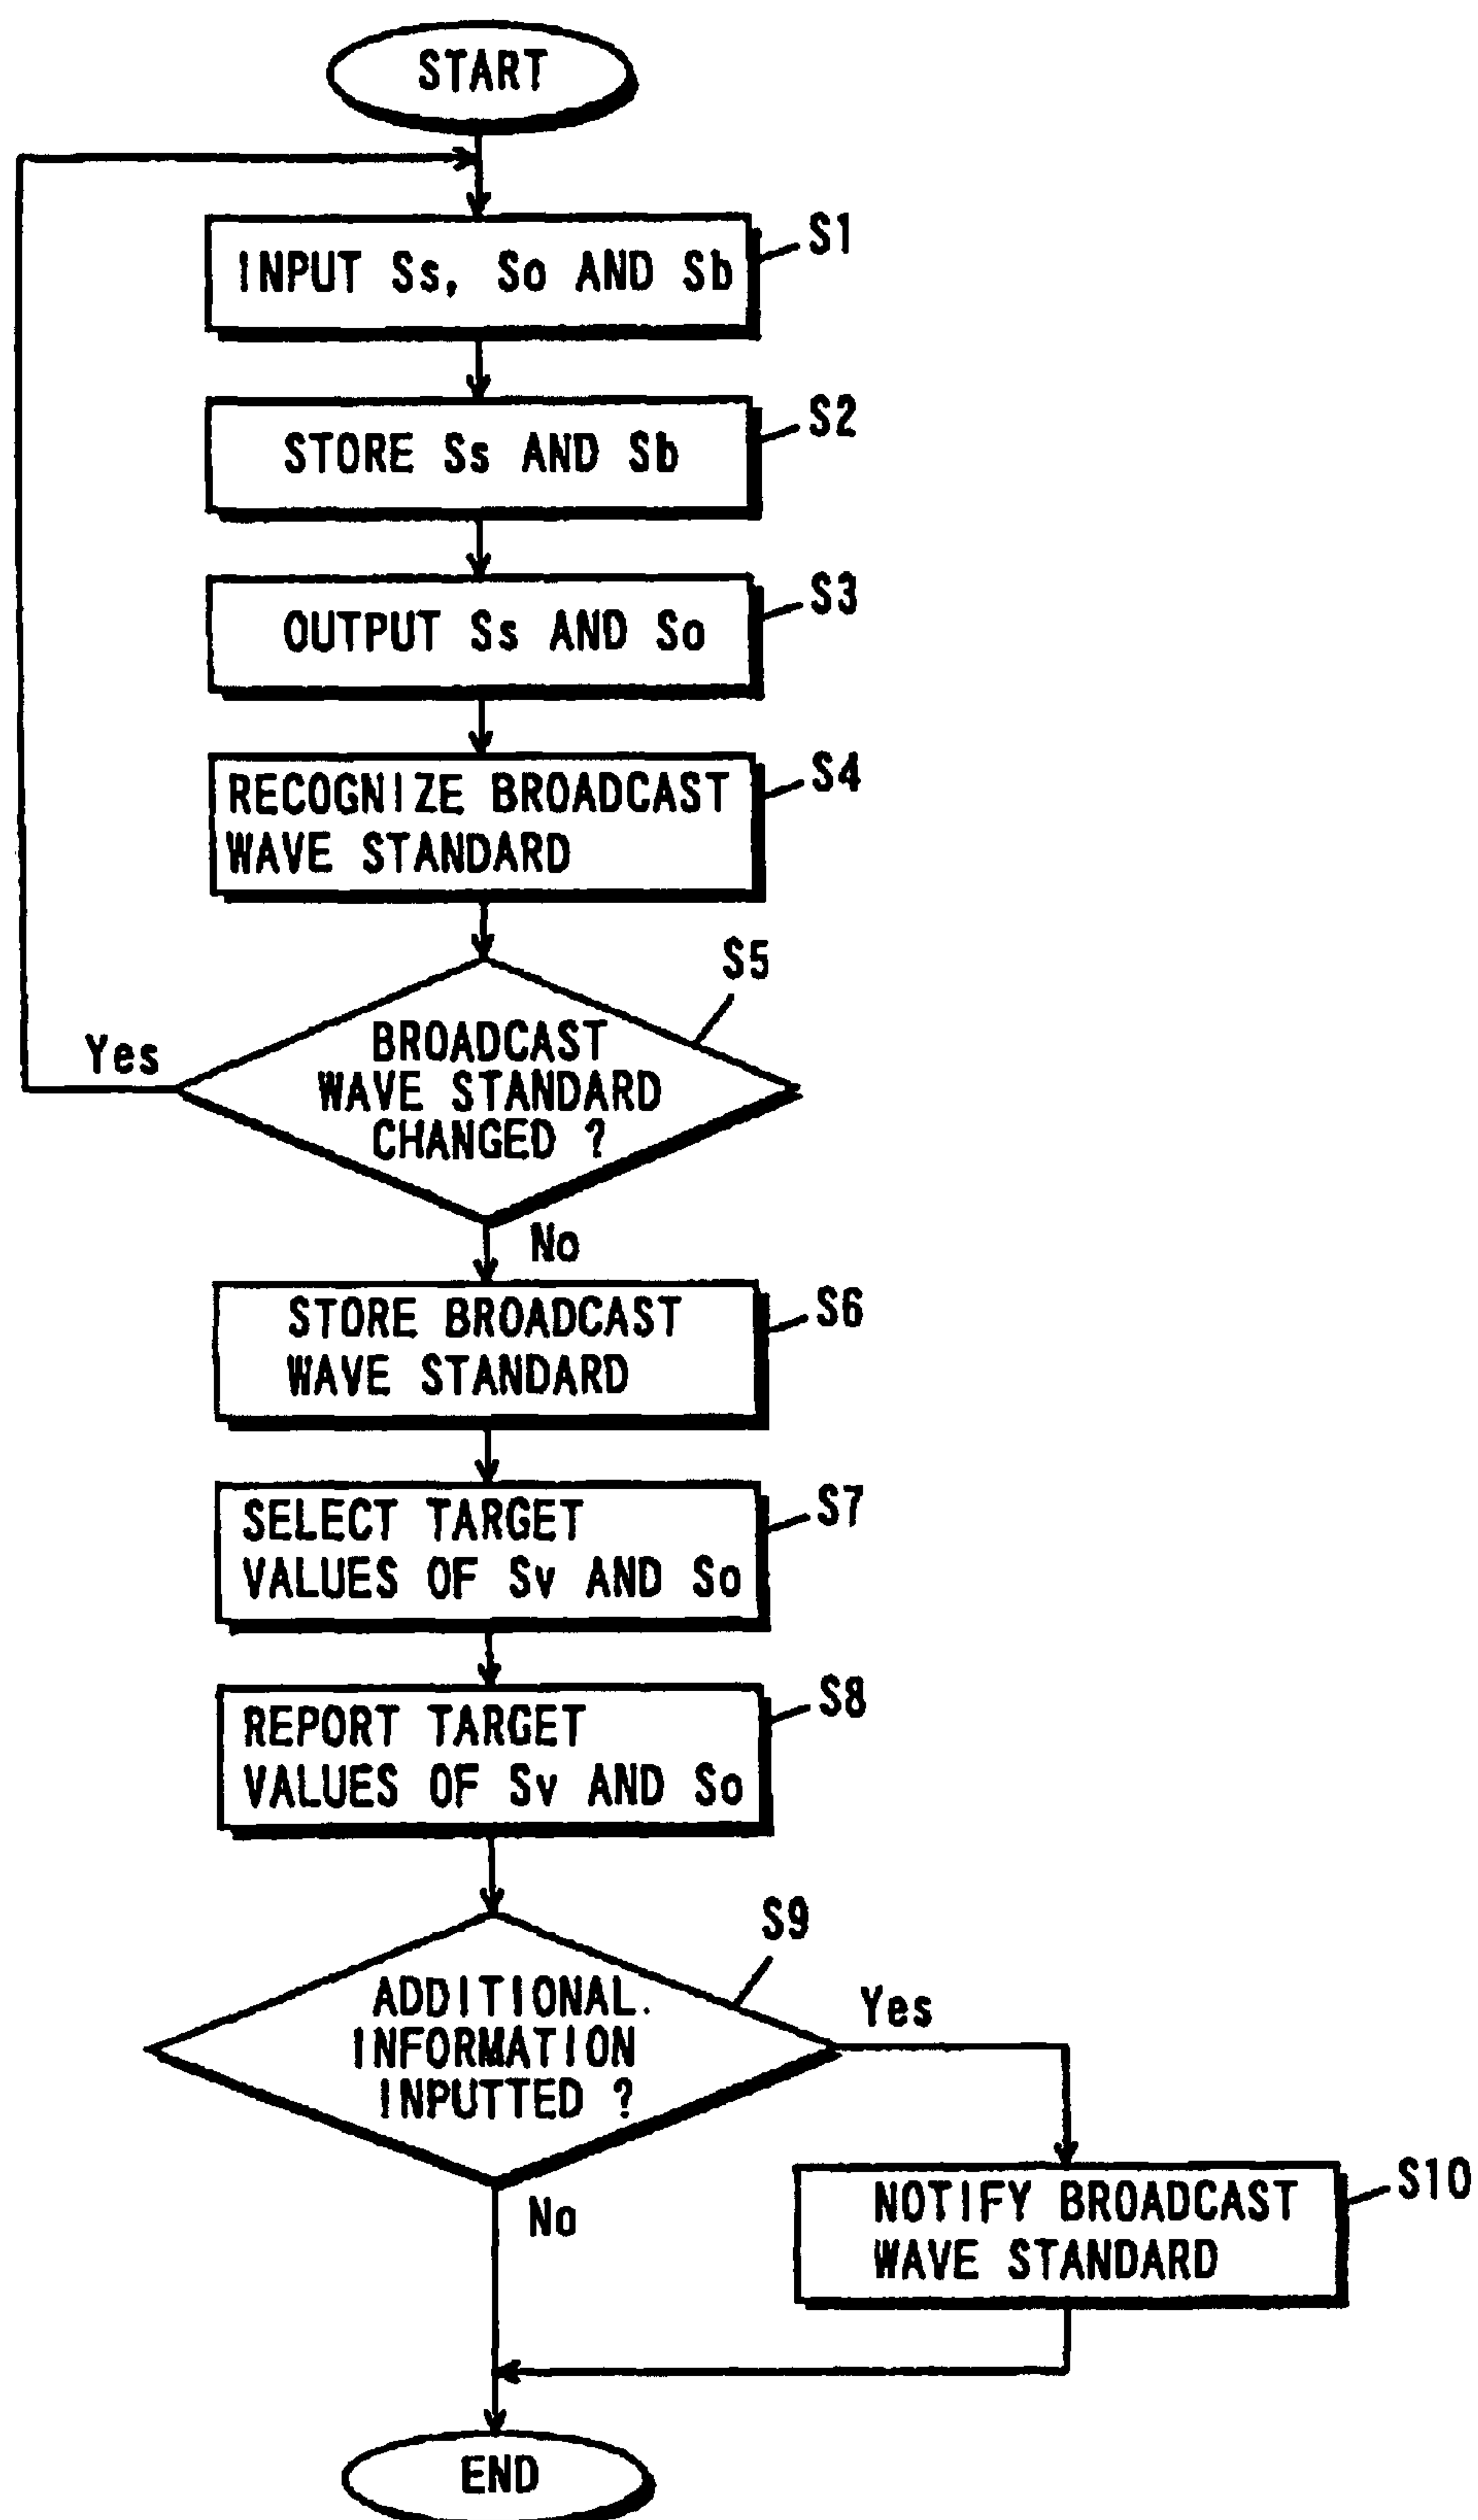 START
S1
INPUT Ss, So AND Sb
S2
STORE Ss AND Sb
S3
OUTPUT Ss AND So
S4
RECOGNIZE BROADCAST
WAVE STANDARD
S5
BROADCAST
WAVE STANDARD
CHANGED ?
Yes
No
S6
STORE BROADCAST
WAVE STANDARD
S7
SELECT TARGET
VALUES OF Sv AND So
S8
REPORT TARGET
VALUES OF Sv AND So
S9
ADDITIONAL.
INFORMATION
INPUTTED ?
Yes
No
S10
NOTIFY BROADCAST
WAVE STANDARD
END